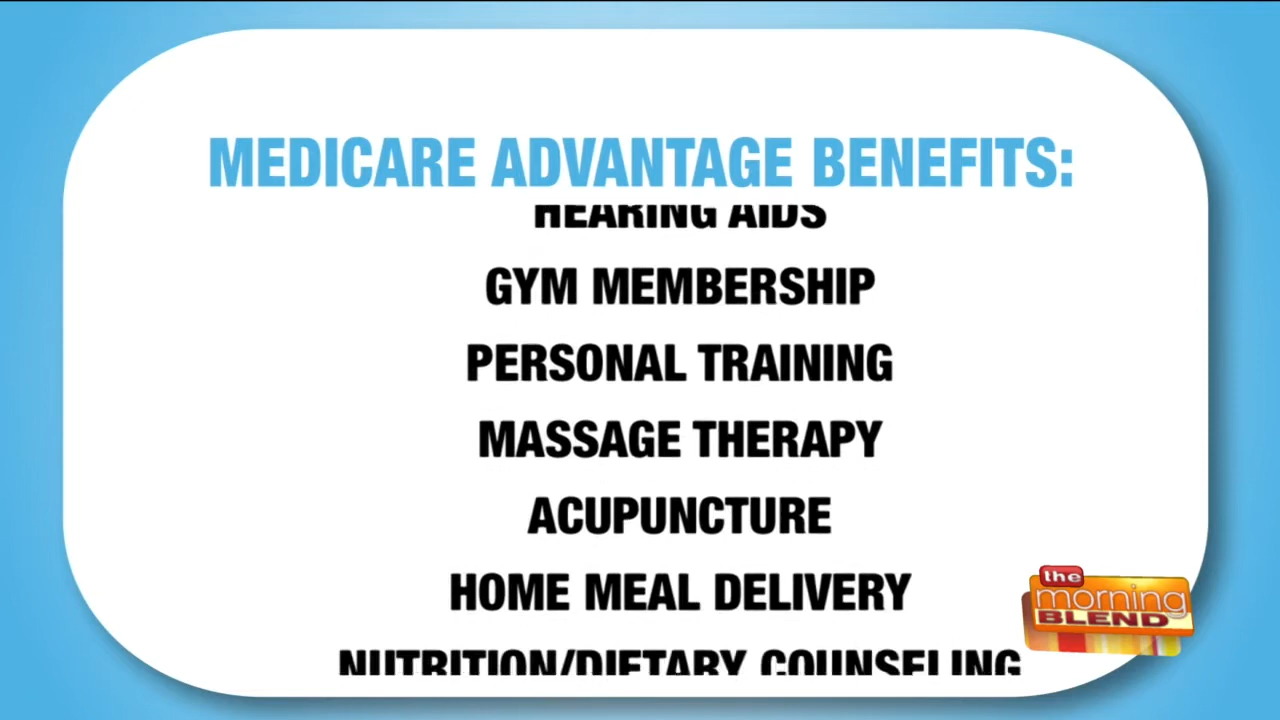 MEDICARE ADVANTAGE BENEFITS:
HEARING AIDS
GYM MEMBERSHIP
PERSONAL TRAINING
MASSAGE THERAPY
ACUPUNCTURE
HOME MEAL DELIVERY
NUTRITION/DIETARY COUNSELING
the
morning
BLEND